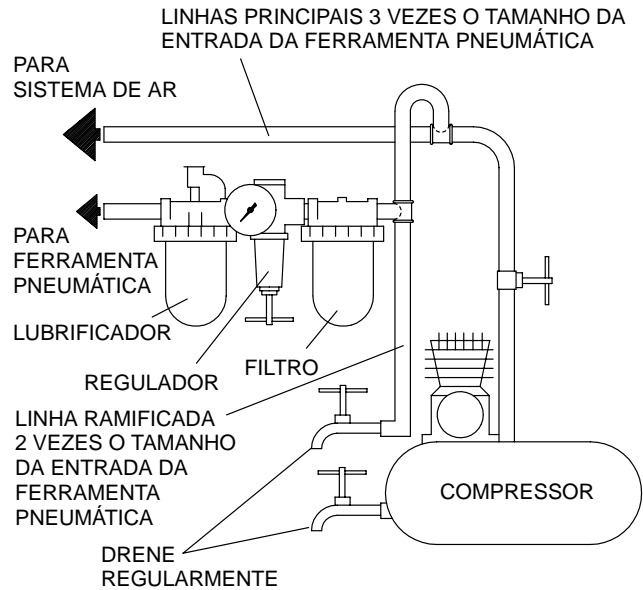 LINHAS PRINCIPAIS 3 VEZES O TAMANHO DA
ENTRADA DA FERRAMENTA PNEUMÁTICA
PARA
SISTEMA DE AR
PARA
FERRAMENTA
PNEUMÁTICA
LUBRIFICADOR
REGULADOR
FILTRO
LINHA RAMIFICADA
2 VEZES O TAMANHO
DA ENTRADA DA
FERRAMENTA
PNEUMÁTICA
COMPRESSOR
DRENE
REGULARMENTE